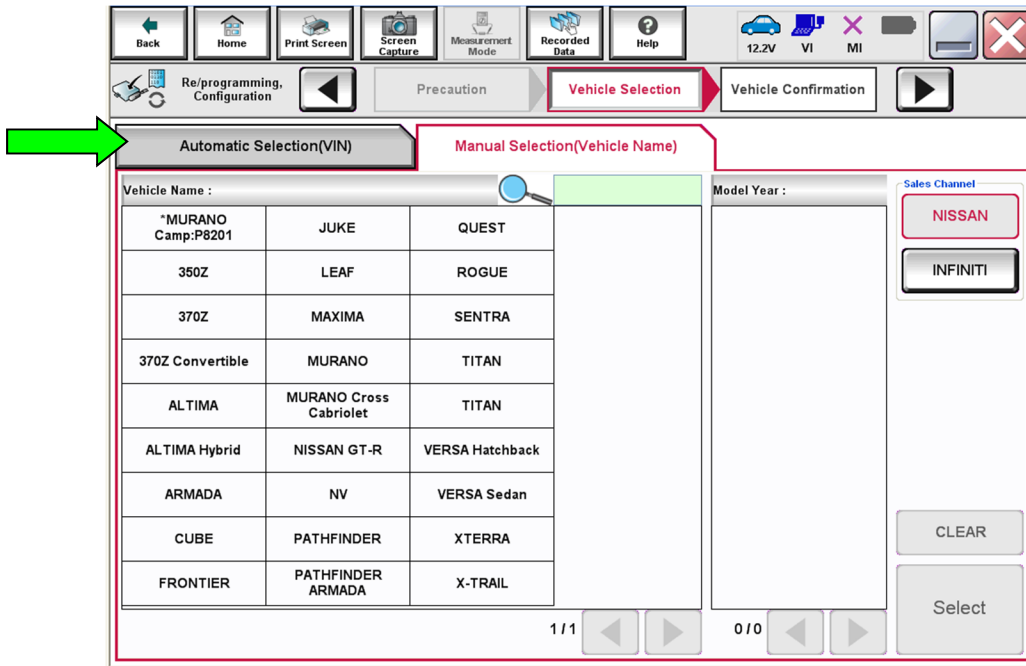 Back
Home
Print Screen
Screen
Capture
Measurement
Mode
Recorded
Data
Help
12.2V
VI
MI
Re/programming,
Configuration
Precaution
Vehicle Selection
Vehicle Confirmation
Automatic Selection(VIN)
Manual Selection(Vehicle Name)
Vehicle Name :
Model Year :
Sales Channel
*MURANO
Camp:P8201
JUKE
QUEST
NISSAN
350Z
LEAF
ROGUE
INFINITI
370Z
MAXIMA
SENTRA
370Z Convertible
MURANO
TITAN
ALTIMA
MURANO Cross
Cabriolet
TITAN
ALTIMA Hybrid
NISSAN GT-R
VERSA Hatchback
ARMADA
NV
VERSA Sedan
CUBE
PATHFINDER
XTERRA
CLEAR
FRONTIER
PATHFINDER
ARMADA
X-TRAIL
Select
1/1
0/0